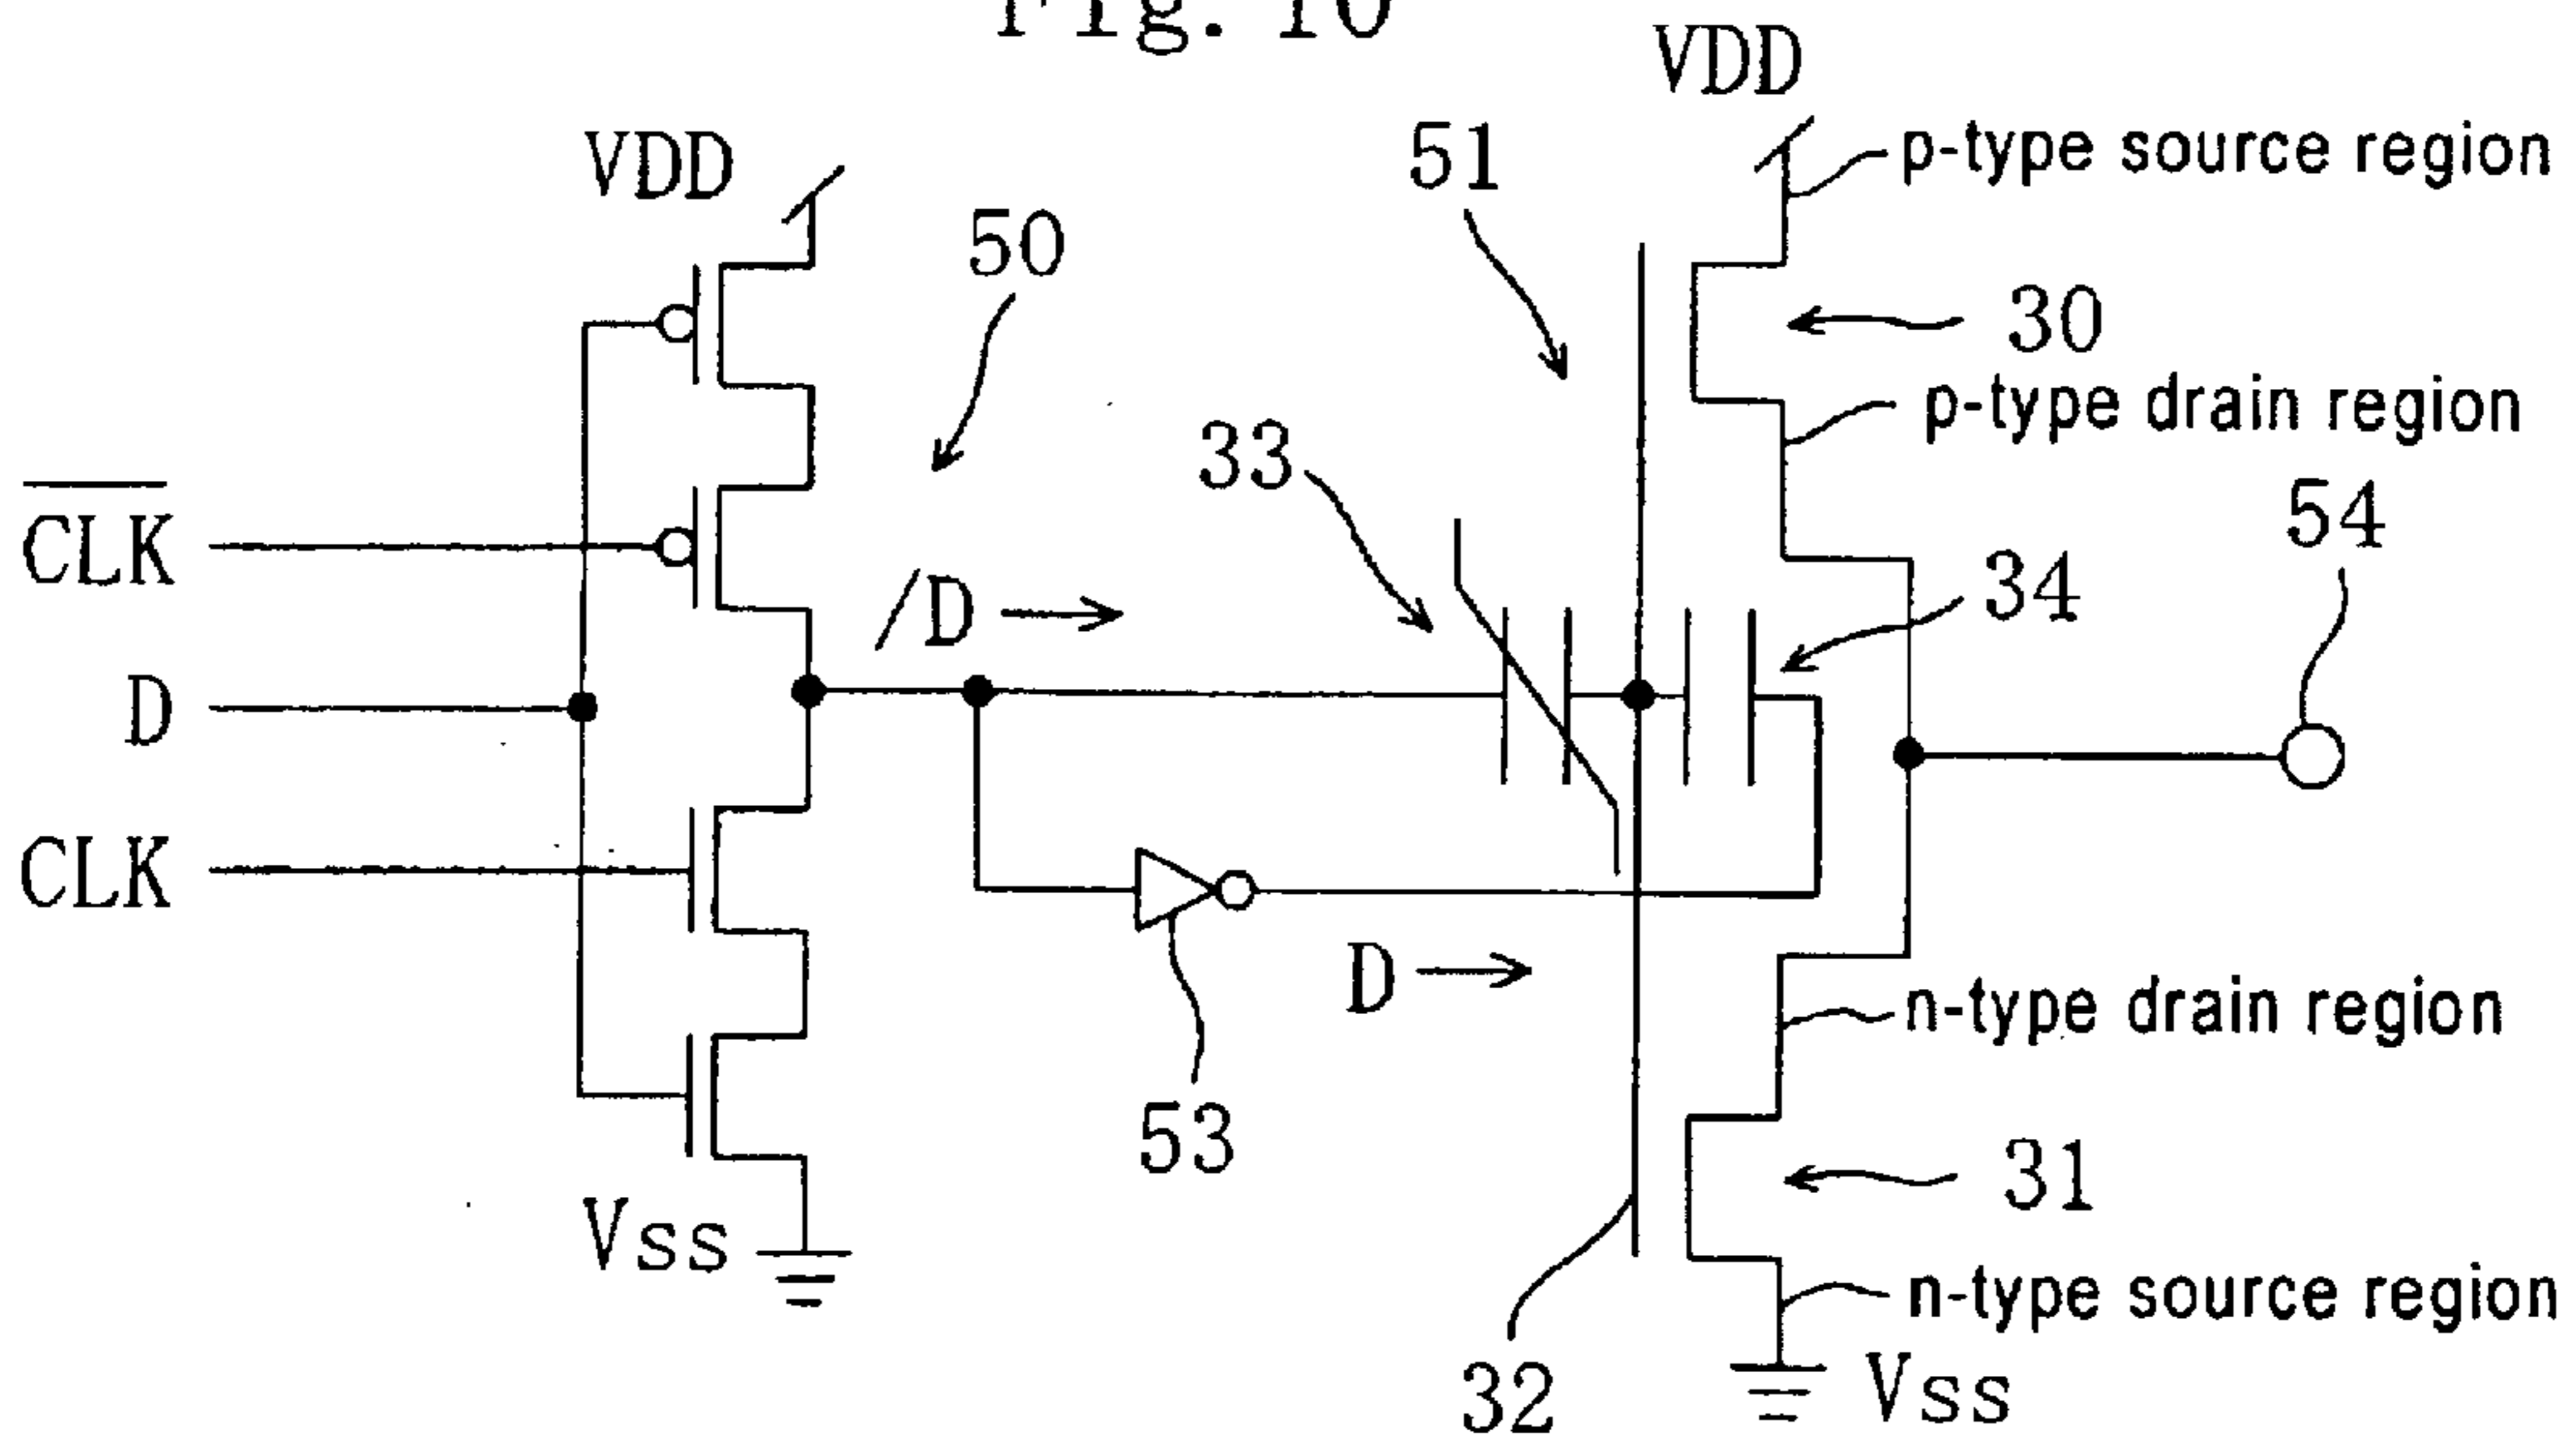 Fig. 10
VDD
p-type source region
VDD
51
50
30
p-type drain region
33
CLK
54
/D
34
D
CLK
D
n-type drain region
53
31
Vss
n-type source region
32
Vss